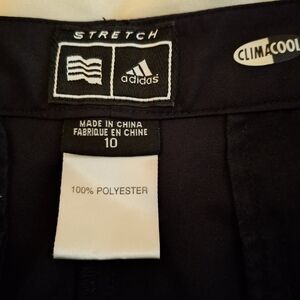 STRETCH
adidas
CLIMACOOL
MADE IN CHINA
FABRIQUE EN CHINE
10
100% POLYESTER